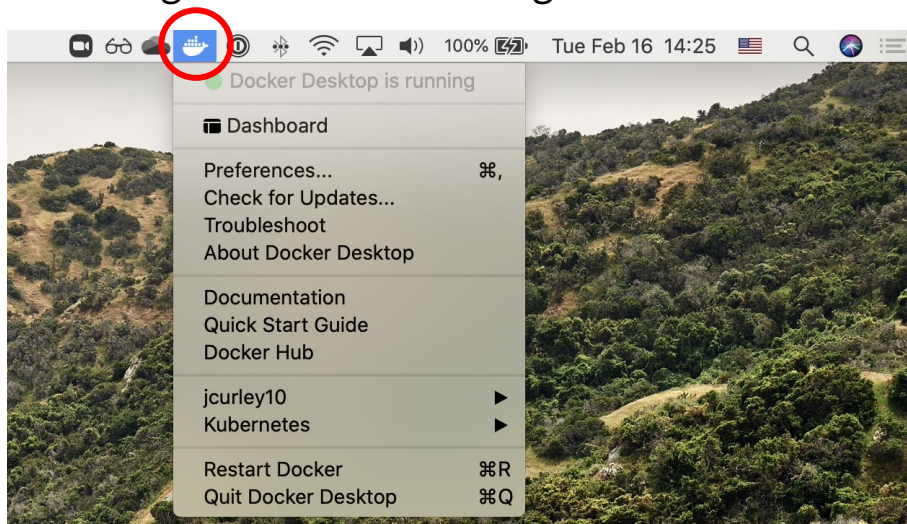 100% Tue Feb 16 14:25
Docker Desktop is running
Dashboard
Preferences... ⌘,
Check for Updates...
Troubleshoot
About Docker Desktop
Documentation
Quick Start Guide
Docker Hub
jcurley10 ▶
Kubernetes ▶
Restart Docker ⌘R
Quit Docker Desktop ⌘Q